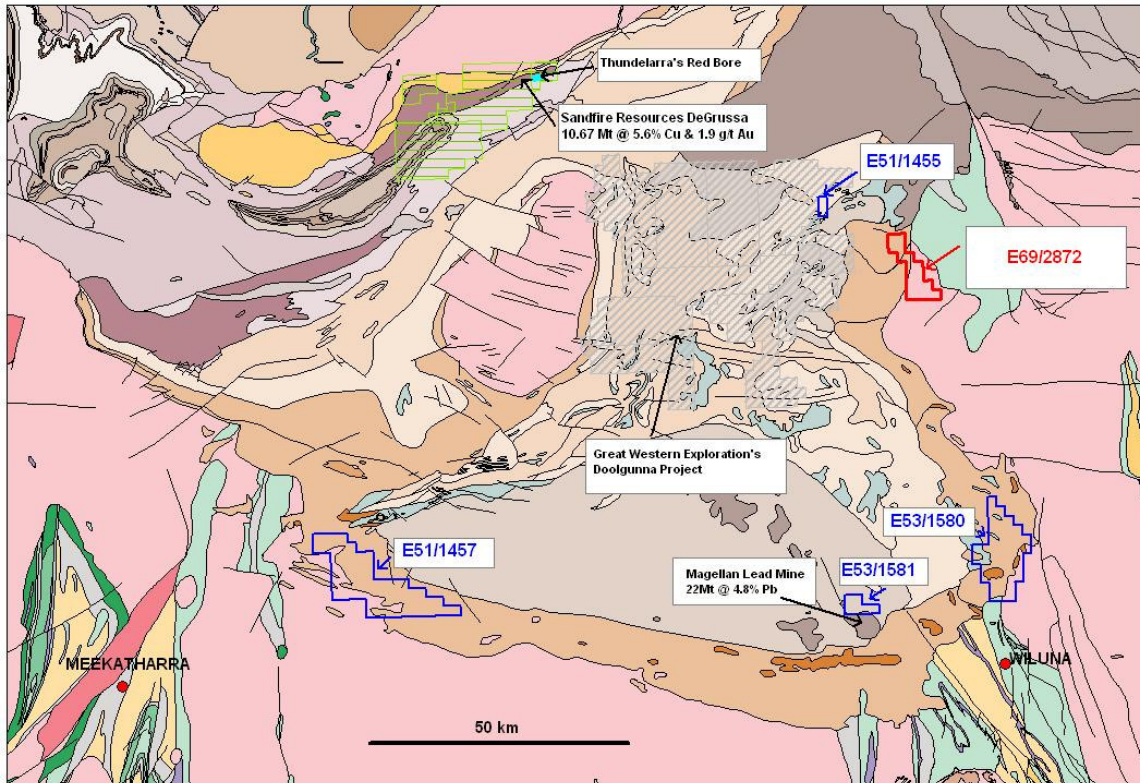 Thundelarra's Red Bore
Sandfire Resources DeGrussa
10.67 Mt @ 5.6% Cu & 1.9 g/t Au
E51/1455
E69/2872
Great Western Exploration's
Doolgunna Project
E51/1457
E53/1580
Magellan Lead Mine
22Mt @ 4.8% Pb
E53/1581
MEEKATHARRA
WILUNA
50 km